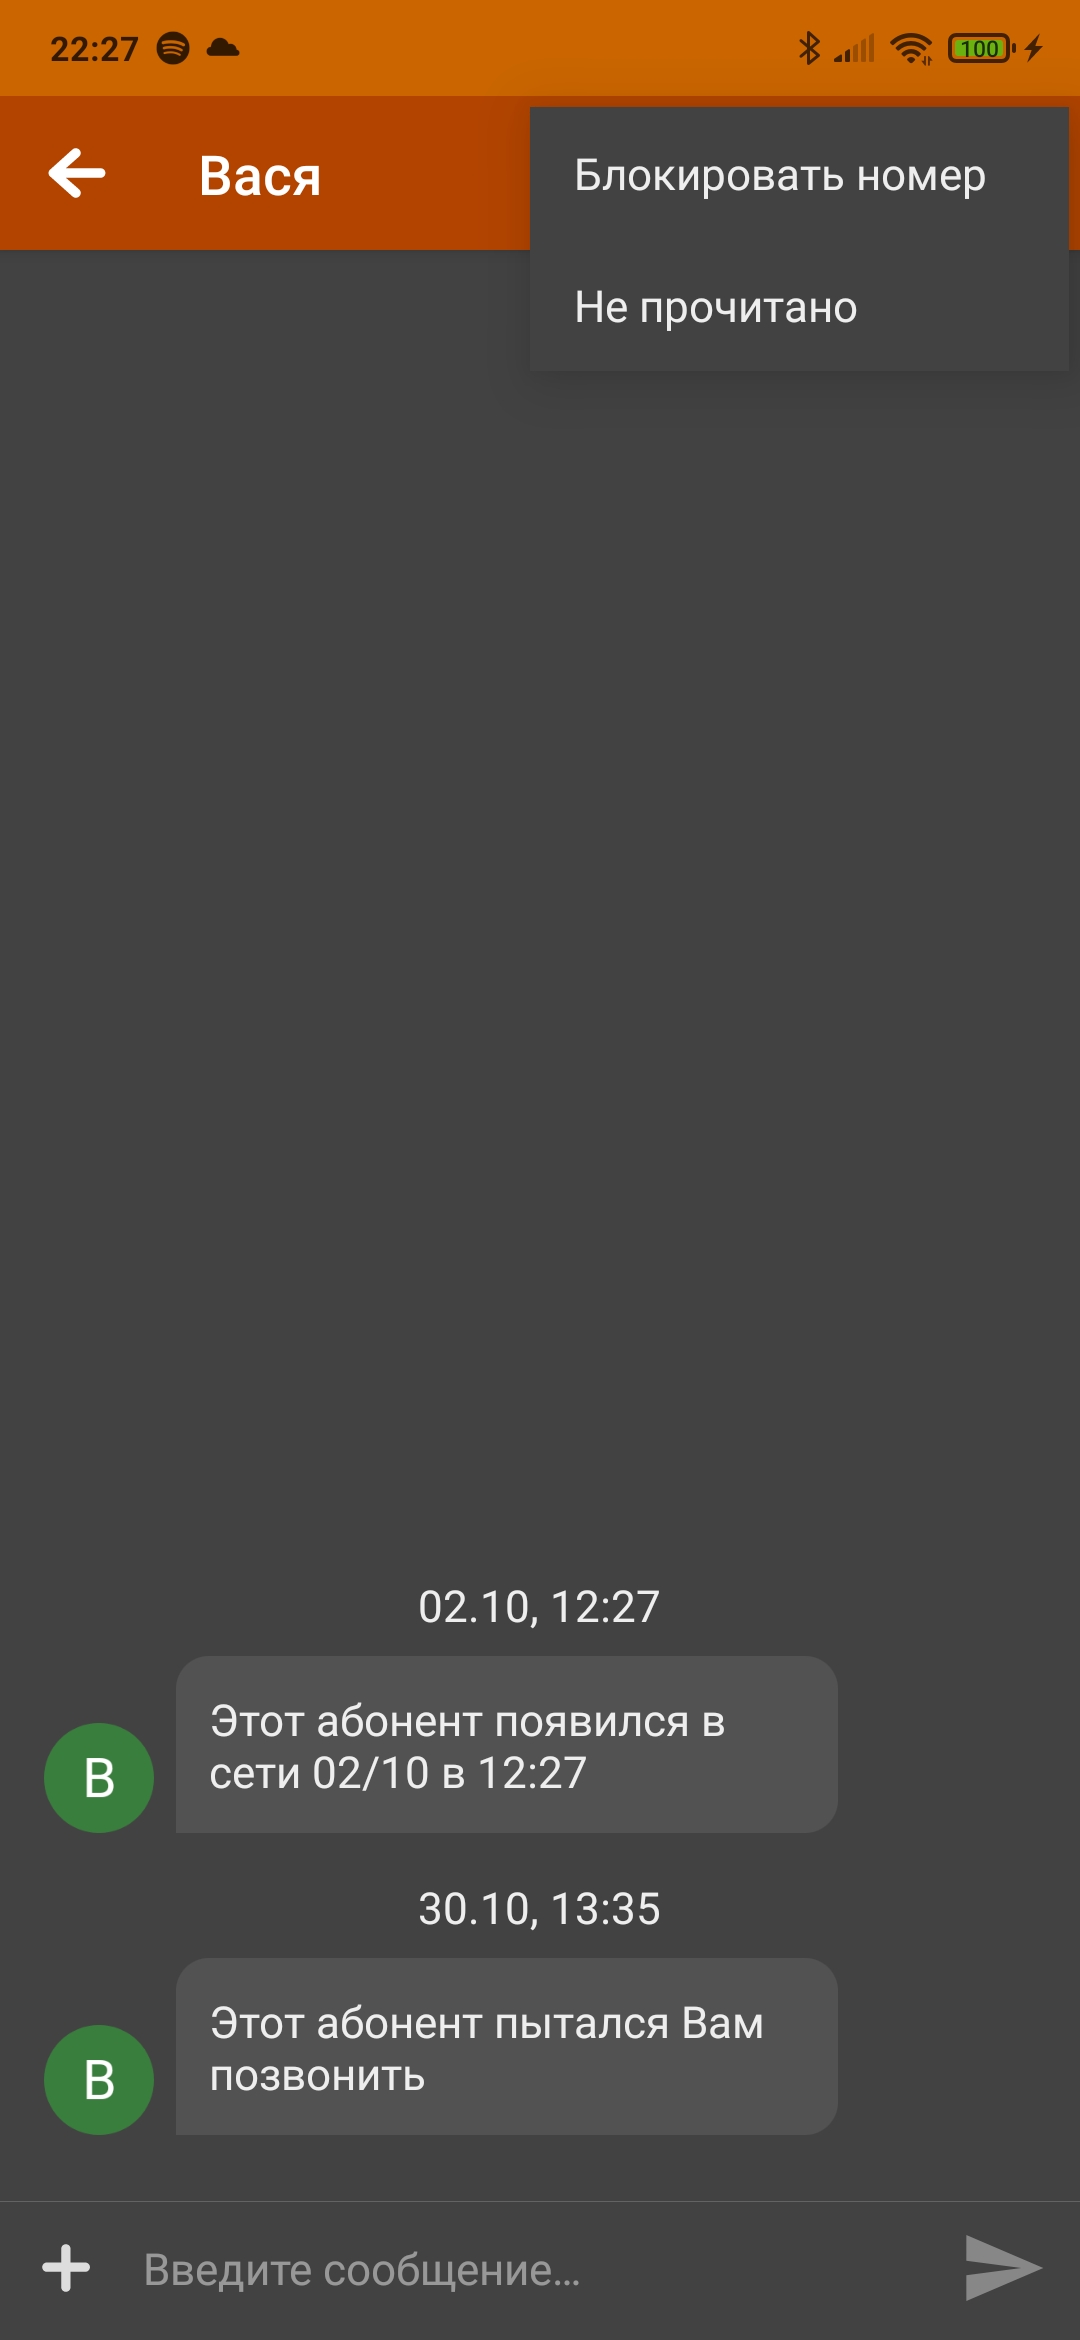 22:27
100
Вася
Блокировать номер
Не прочитано
02.10, 12:27
Этот абонент появился в
сети 02/10 в 12:27
В
30.10, 13:35
Этот абонент пытался Вам
позвонить
В
Введите сообщение...